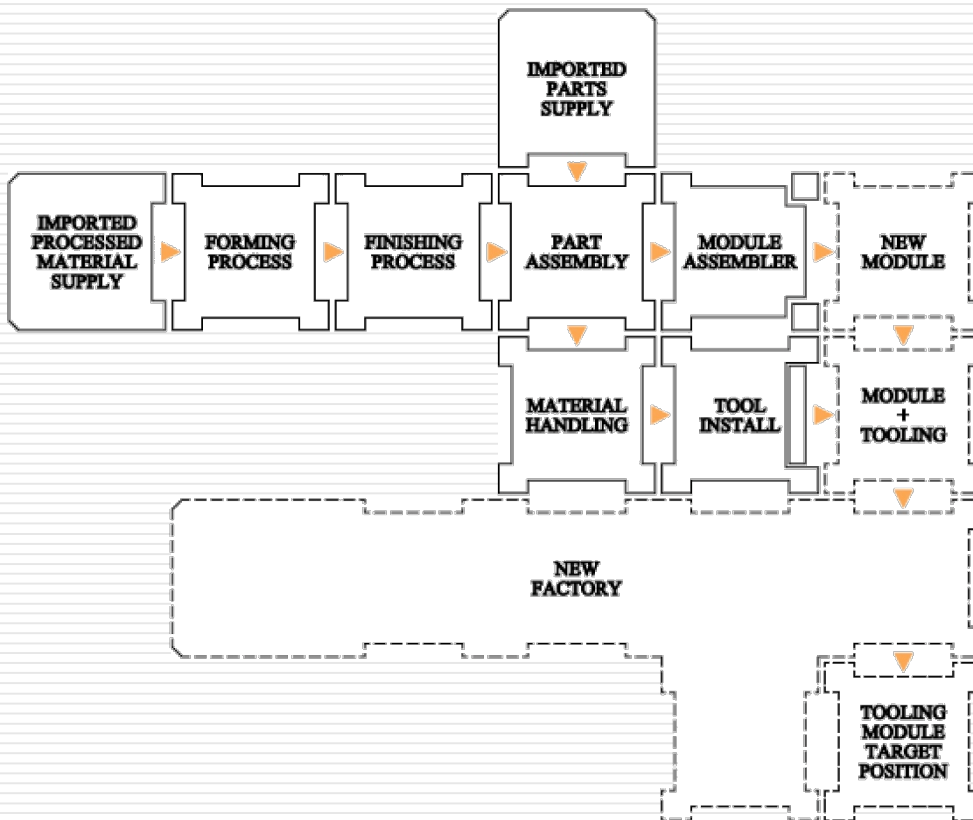 IMPORTED
PARTS
SUPPLY
IMPORTED
PROCESSED
MATERIAL
SUPPLY
FORMING
PROCESS
FINISHING
PROCESS
PART
ASSEMBLY
MODULE
ASSEMBLER
NEW
MODULE
MATERIAL
HANDLING
TOOL
INSTALL
MODULE
+
TOOLING
NEW
FACTORY
TOOLING
MODULE
TARGET
POSITION